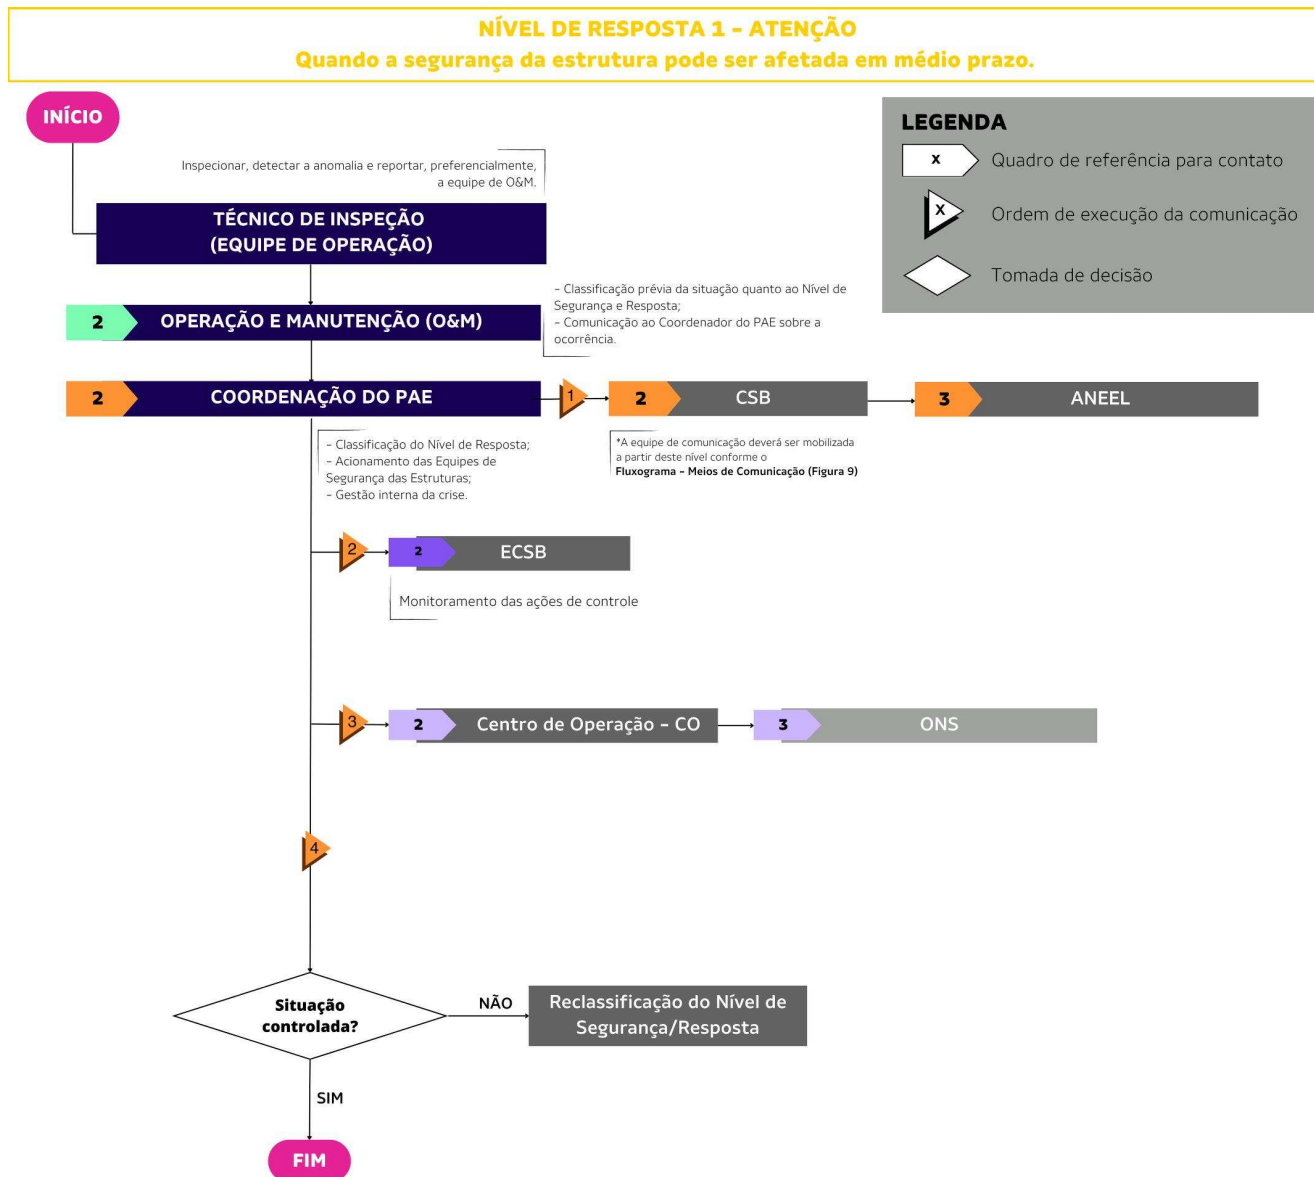 NÍVEL DE RESPOSTA 1 – ATENÇÃO
Quando a segurança da estrutura pode ser afetada em médio prazo.
INÍCIO
LEGENDA
x
Quadro de referência para contato
X
Ordem de execução da comunicação
Tomada de decisão
Inspecionar, detectar a anomalia e reportar, preferencialmente,
a equipe de O&M.
TÉCNICO DE INSPEÇÃO
(EQUIPE DE OPERAÇÃO)
2
OPERAÇÃO E MANUTENÇÃO (O&M)
– Classificação prévia da situação quanto ao Nível de
Segurança e Resposta;
– Comunicação ao Coordenador do PAE sobre a
ocorrência.
2
COORDENAÇÃO DO PAE
1
2
CSB
3
ANEEL
– Classificação do Nível de Resposta;
– Acionamento das Equipes de
Segurança das Estruturas;
– Gestão interna da crise.
*A equipe de comunicação deverá ser mobilizada
a partir deste nível conforme o
Fluxograma – Meios de Comunicação (Figura 9)
2
2
ECSB
Monitoramento das ações de controle
3
2
Centro de Operação – CO
3
ONS
4
Situação
controlada?
NÃO
Reclassificação do Nível de
Segurança/Resposta
SIM
FIM